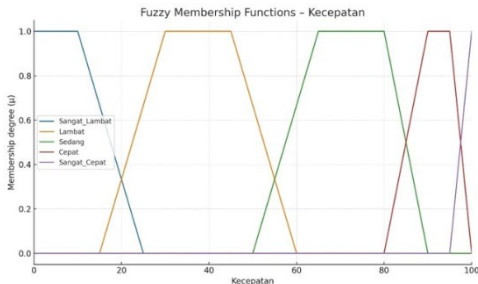 Fuzzy Membership Functions – Kecepatan
Membership degree (μ)
1.0
0.8
0.6
0.4
0.2
0.0
Sangat_Lambat
Lambat
Sedang
Cepat
Sangat_Cepat
0 20 40 60 80 100
Kecepatan